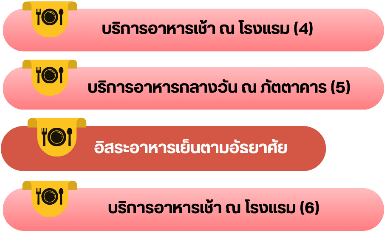 บริการอาหารเช้า ณ โรงแรม (4)
บริการอาหารกลางวัน ณ ภัตตาคาร (5)
อิสระอาหารเย็นตามอัธยาศัย
บริการอาหารเช้า ณ โรงแรม (6)